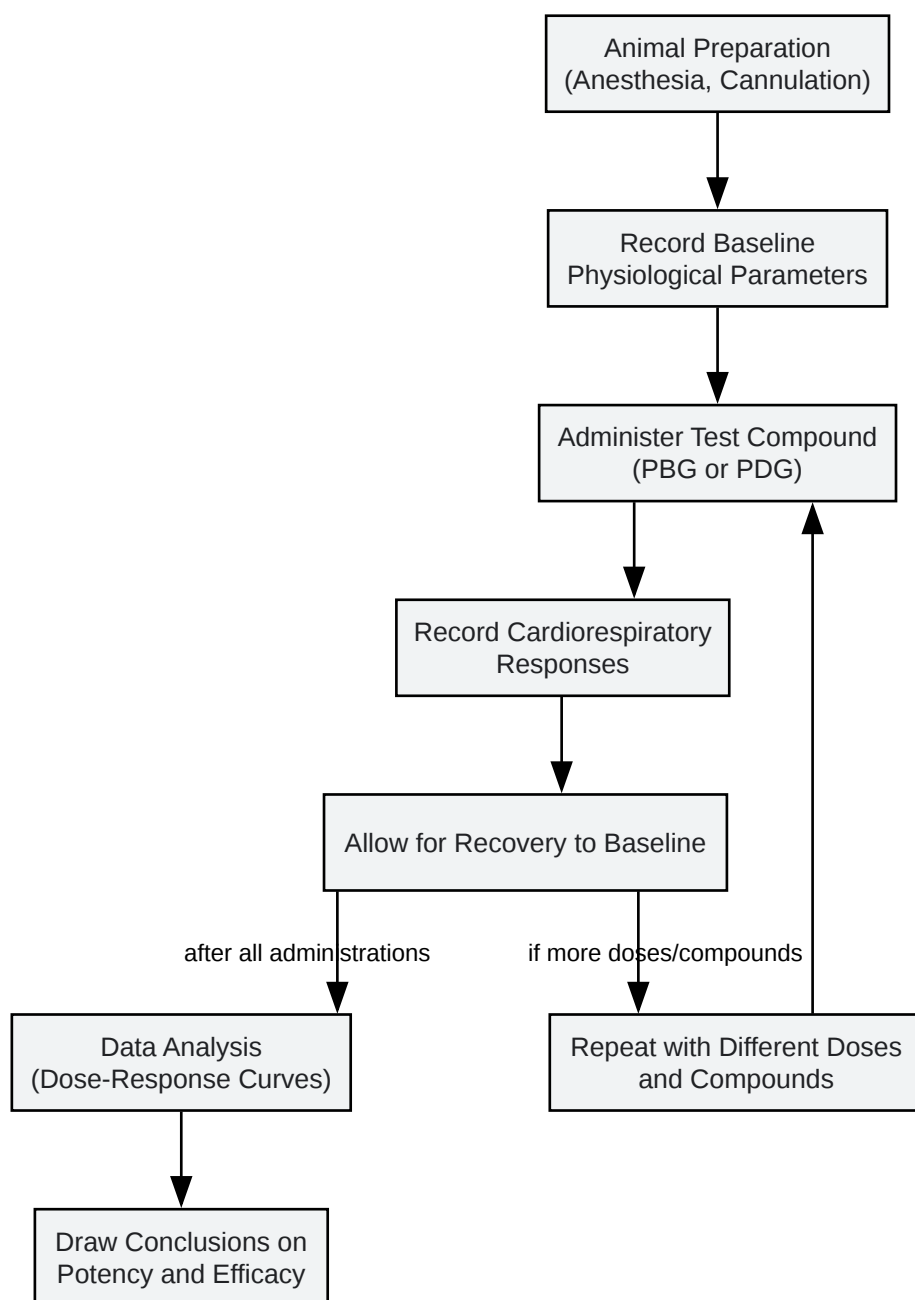 Animal Preparation
(Anesthesia, Cannulation)
Record Baseline
Physiological Parameters
Administer Test Compound
(PBG or PDG)
Record Cardiorespiratory
Responses
Allow for Recovery to Baseline
after all administrations
if more doses/compounds
Data Analysis
(Dose-Response Curves)
Repeat with Different Doses
and Compounds
Draw Conclusions on
Potency and Efficacy